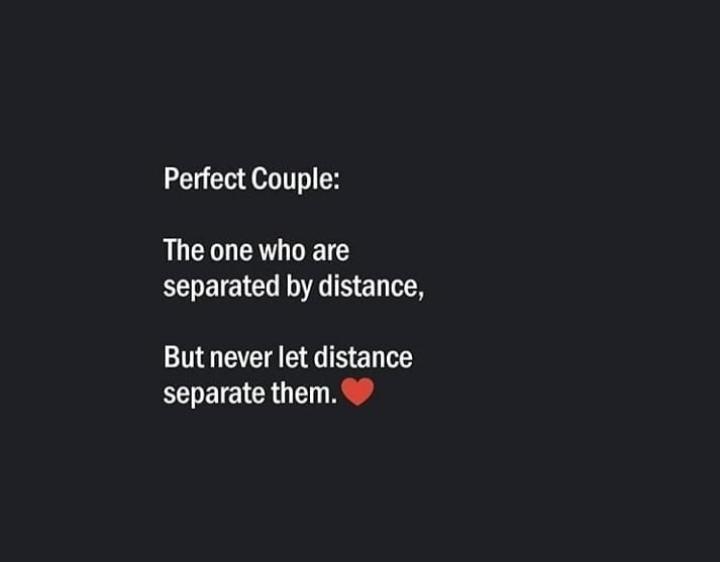 Perfect Couple:
The one who are
separated by distance,
But never let distance
separate them.❤️